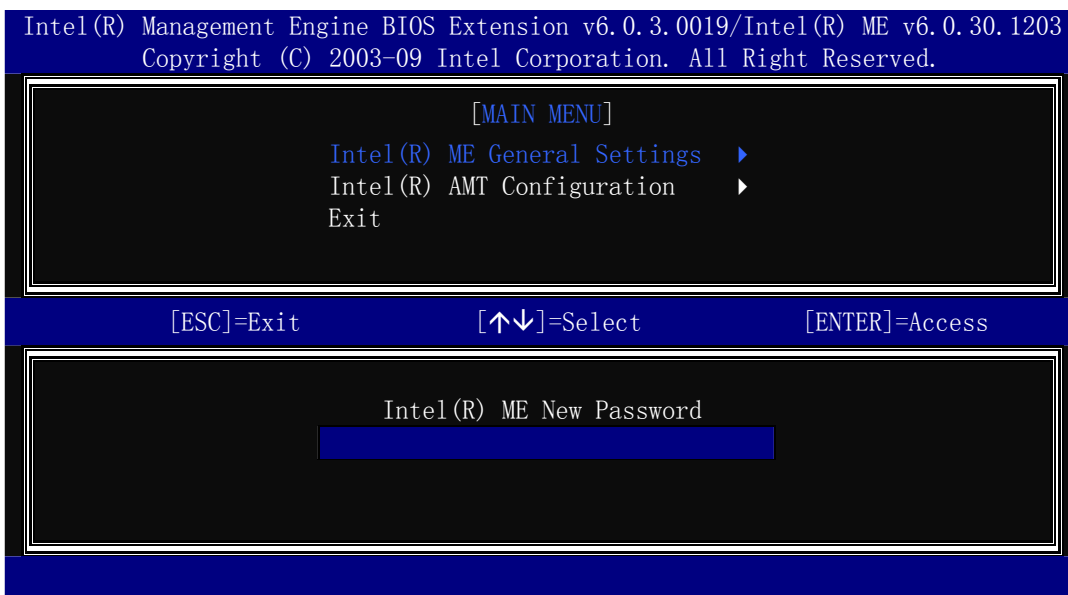 Intel(R) Management Engine BIOS Extension v6.0.3.0019/Intel(R) ME v6.0.30.1203
Copyright (C) 2003-09 Intel Corporation. All Right Reserved.
[MAIN MENU]
Intel(R) ME General Settings
Intel(R) AMT Configuration
Exit
[ESC]=Exit [↑↓]=Select [ENTER]=Access
Intel(R) ME New Password